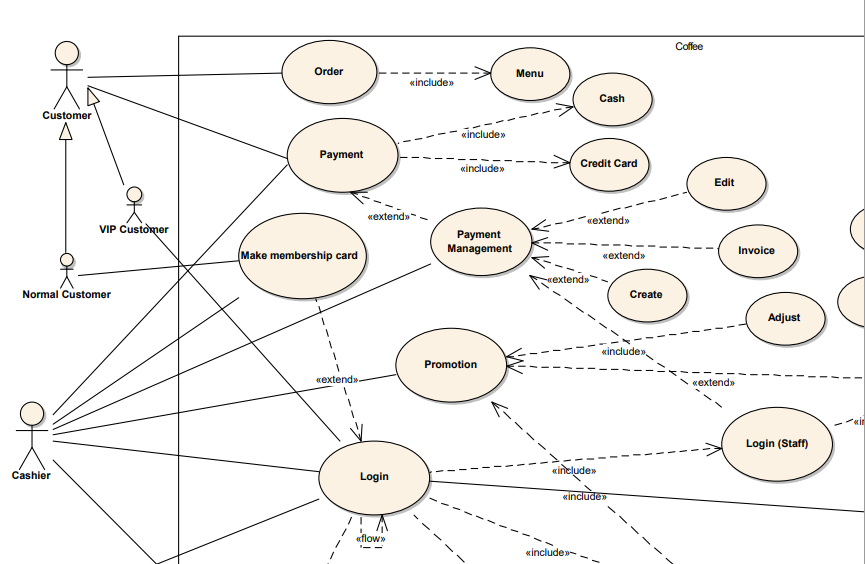 Coffee
Order
«include»
Menu
Customer
Cash
«include»
Payment
«include»
Credit Card
Edit
«extend»
«extend»
VIP Customer
Payment
Management
Make membership card
«extend»
Invoice
«extend»
Normal Customer
Create
Adjust
«include»
Promotion
«extend»
«extend»
Login (Staff)
«in
Cashier
Login
«include»
«include»
«flow»
«include»